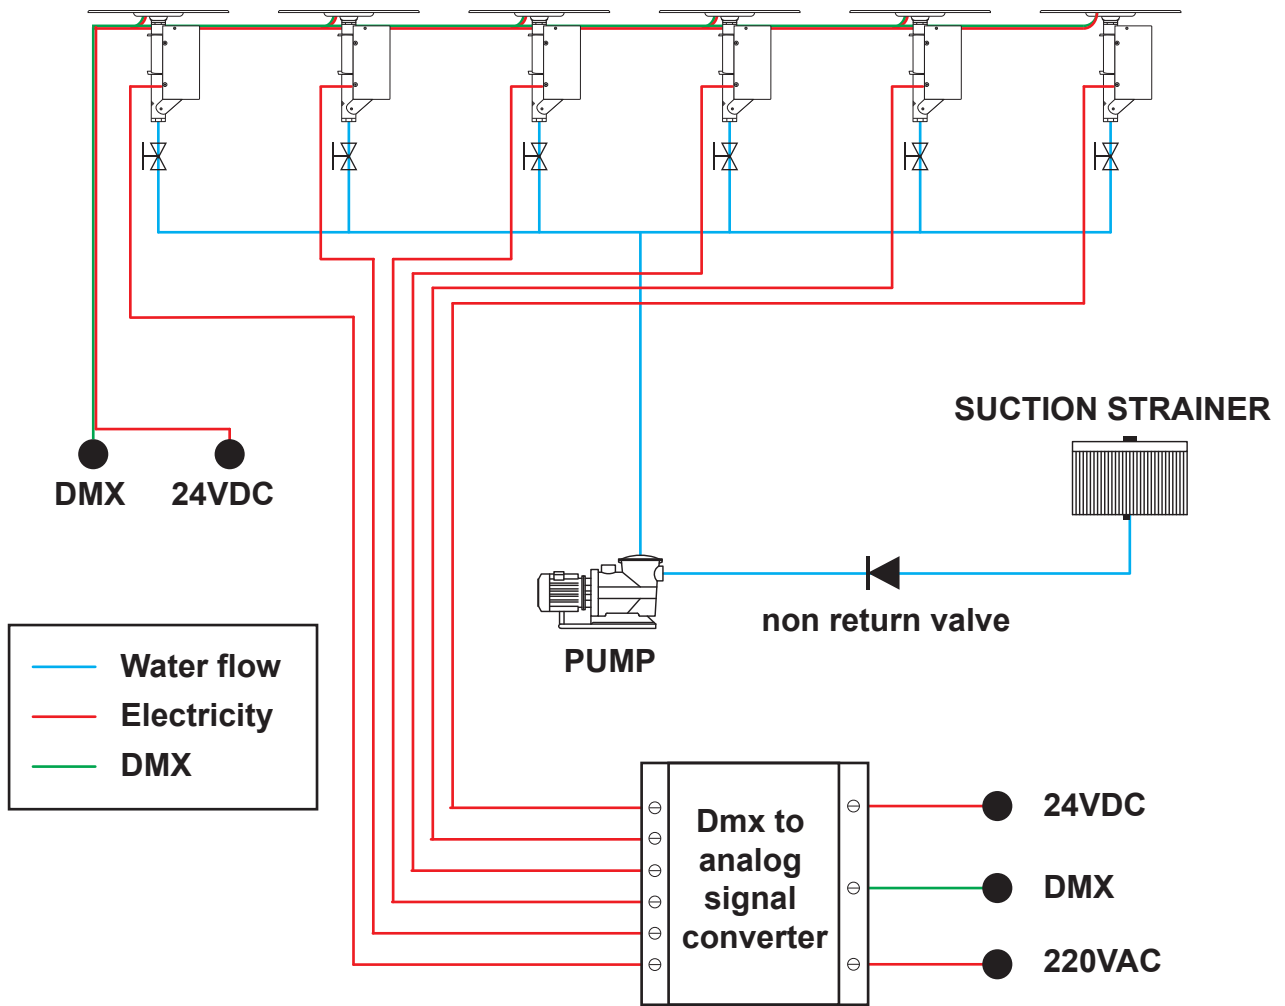 SUCTION STRAINER
DMX 24VDC
non return valve
PUMP
Water flow
Electricity
DMX
Dmx to
analog
signal
converter
24VDC
DMX
220VAC